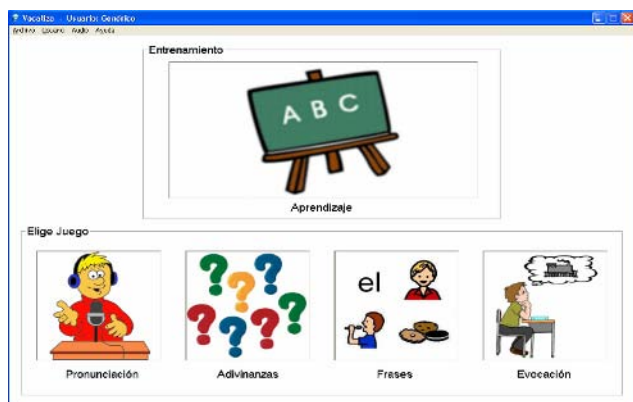 Vocaliza - Usuario: Genérico
Archivo Usuario Audio Ayuda
Entrenamiento
A B C
Aprendizaje
Elige Juego
el
Pronunciación Adivinanzas Frases Evocación